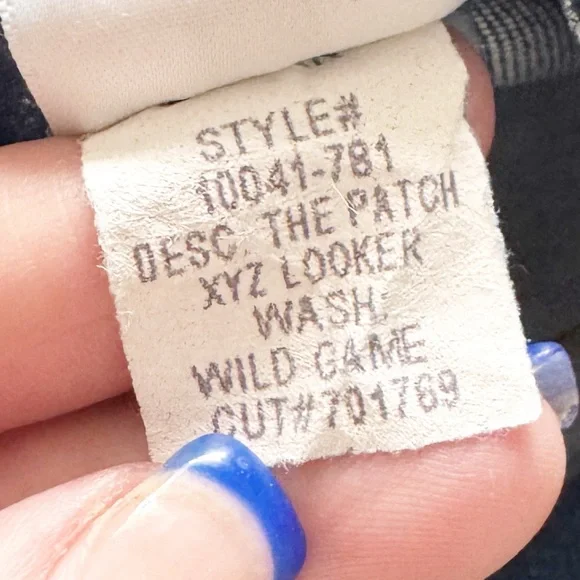 STYLE#
10041-781
DESC: THE PATCH
XYZ LOOKER
WASH:
WILD GAME
CUT# 701769